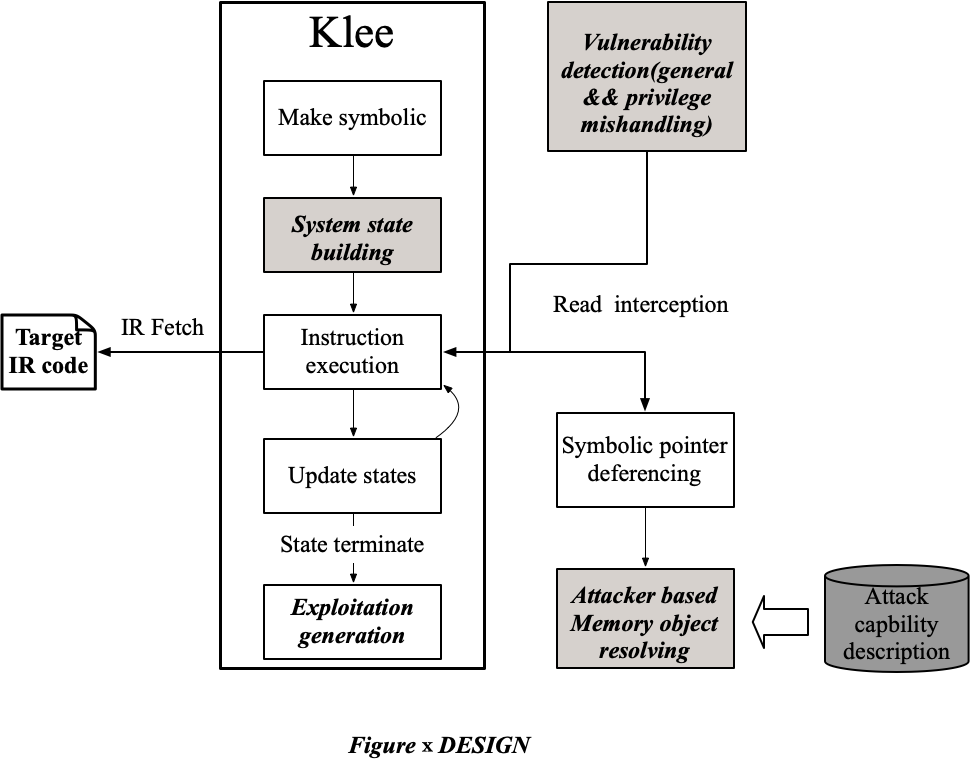 Klee
Make symbolic
System state
building
Instruction
execution
Update states
State terminate
Exploitation
generation
Target
IR code
IR Fetch
Vulnerability
detection(general
&& privilege
mishandling)
Read interception
Symbolic pointer
deferencing
Attacker based
Memory object
resolving
Attack
capbility
description
Figure x DESIGN